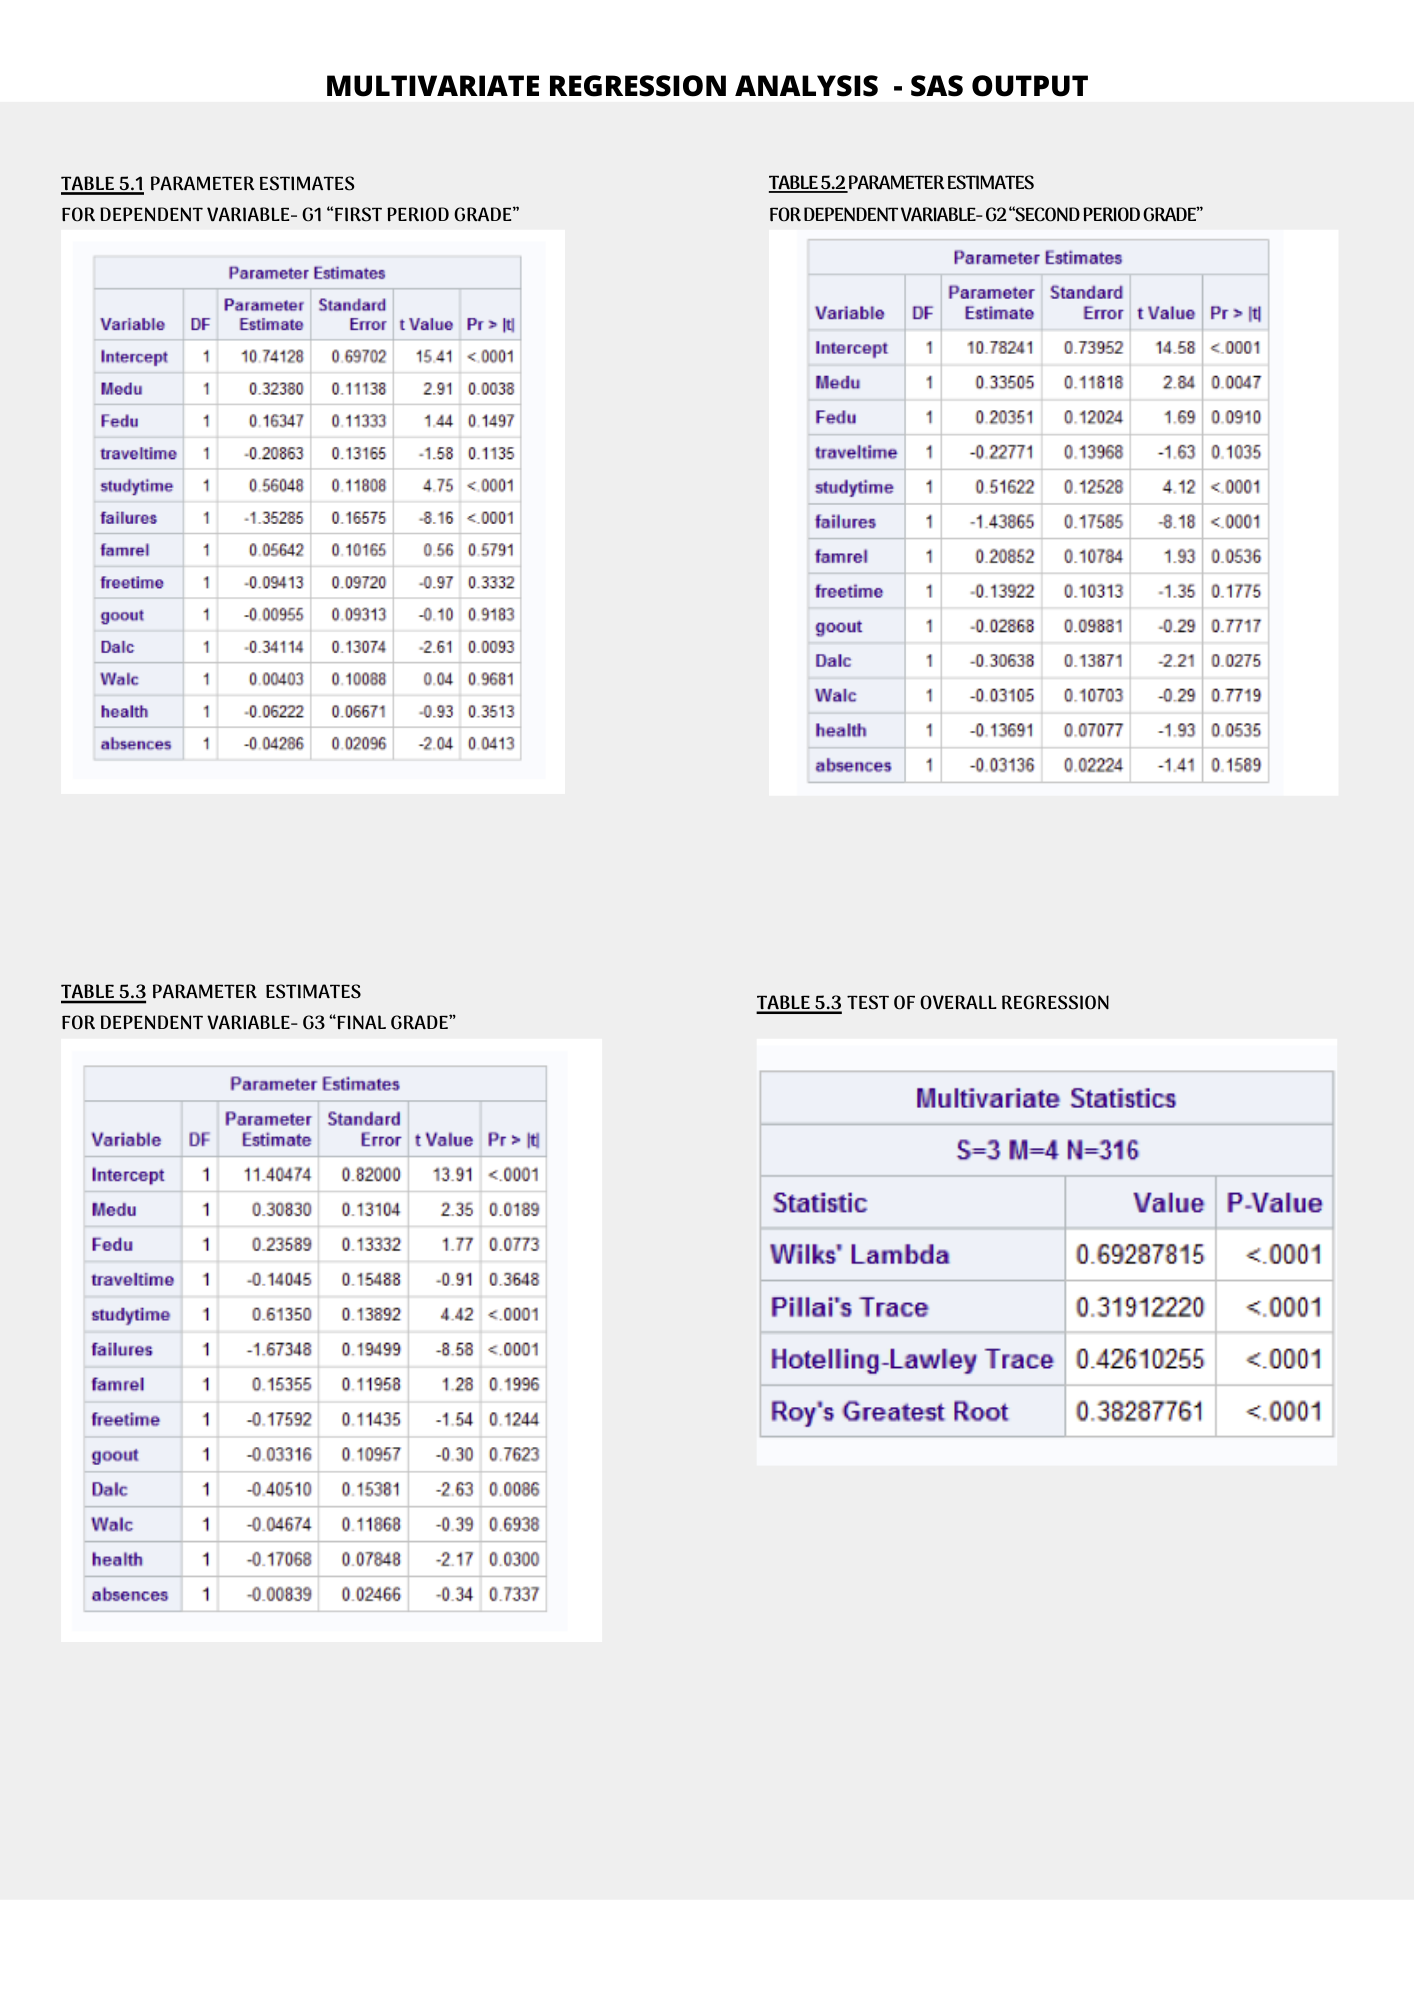 MULTIVARIATE REGRESSION ANALYSIS - SAS OUTPUT
TABLE 5.1 PARAMETER ESTIMATES
FOR DEPENDENT VARIABLE- G1 “FIRST PERIOD GRADE”
Parameter Estimates
Variable DF Parameter Estimate Standard Error t Value Pr > |t|
Intercept 1 10.74128 0.69702 15.41 <.0001
Medu 1 0.32380 0.11138 2.91 0.0038
Fedu 1 0.16347 0.11333 1.44 0.1497
traveltime 1 -0.20863 0.13165 -1.58 0.1135
studytime 1 0.56048 0.11808 4.75 <.0001
failures 1 -1.35285 0.16575 -8.16 <.0001
famrel 1 0.05642 0.10165 0.56 0.5791
freetime 1 -0.09413 0.09720 -0.97 0.3332
goout 1 -0.00955 0.09313 -0.10 0.9183
Dalc 1 -0.34114 0.13074 -2.61 0.0093
Walc 1 0.00403 0.10088 0.04 0.9681
health 1 -0.06222 0.06671 -0.93 0.3513
absences 1 -0.04286 0.02096 -2.04 0.0413
TABLE 5.2 PARAMETER ESTIMATES
FOR DEPENDENT VARIABLE- G2 “SECOND PERIOD GRADE”
Parameter Estimates
Variable DF Parameter Estimate Standard Error t Value Pr > |t|
Intercept 1 10.78241 0.73952 14.58 <.0001
Medu 1 0.33505 0.11818 2.84 0.0047
Fedu 1 0.20351 0.12024 1.69 0.0910
traveltime 1 -0.22771 0.13968 -1.63 0.1035
studytime 1 0.51622 0.12528 4.12 <.0001
failures 1 -1.43865 0.17585 -8.18 <.0001
famrel 1 0.20852 0.10784 1.93 0.0536
freetime 1 -0.13922 0.10313 -1.35 0.1775
goout 1 -0.02868 0.09881 -0.29 0.7717
Dalc 1 -0.30638 0.13871 -2.21 0.0275
Walc 1 -0.03105 0.10703 -0.29 0.7719
health 1 -0.13691 0.07077 -1.93 0.0535
absences 1 -0.03136 0.02224 -1.41 0.1589
TABLE 5.3 PARAMETER ESTIMATES
FOR DEPENDENT VARIABLE- G3 “FINAL GRADE”
Parameter Estimates
Variable DF Parameter Estimate Standard Error t Value Pr > |t|
Intercept 1 11.40474 0.82000 13.91 <.0001
Medu 1 0.30830 0.13104 2.35 0.0189
Fedu 1 0.23589 0.13332 1.77 0.0773
traveltime 1 -0.14045 0.15488 -0.91 0.3648
studytime 1 0.61350 0.13892 4.42 <.0001
failures 1 -1.67348 0.19499 -8.58 <.0001
famrel 1 0.15355 0.11958 1.28 0.1996
freetime 1 -0.17592 0.11435 -1.54 0.1244
goout 1 -0.03316 0.10957 -0.30 0.7623
Dalc 1 -0.40510 0.15381 -2.63 0.0086
Walc 1 -0.04674 0.11868 -0.39 0.6938
health 1 -0.17068 0.07848 -2.17 0.0300
absences 1 -0.00839 0.02466 -0.34 0.7337
TABLE 5.3 TEST OF OVERALL REGRESSION
Multivariate Statistics
S=3 M=4 N=316
Statistic Value P-Value
Wilks' Lambda 0.69287815 <.0001
Pillai's Trace 0.31912220 <.0001
Hotelling-Lawley Trace 0.42610255 <.0001
Roy's Greatest Root 0.38287761 <.0001